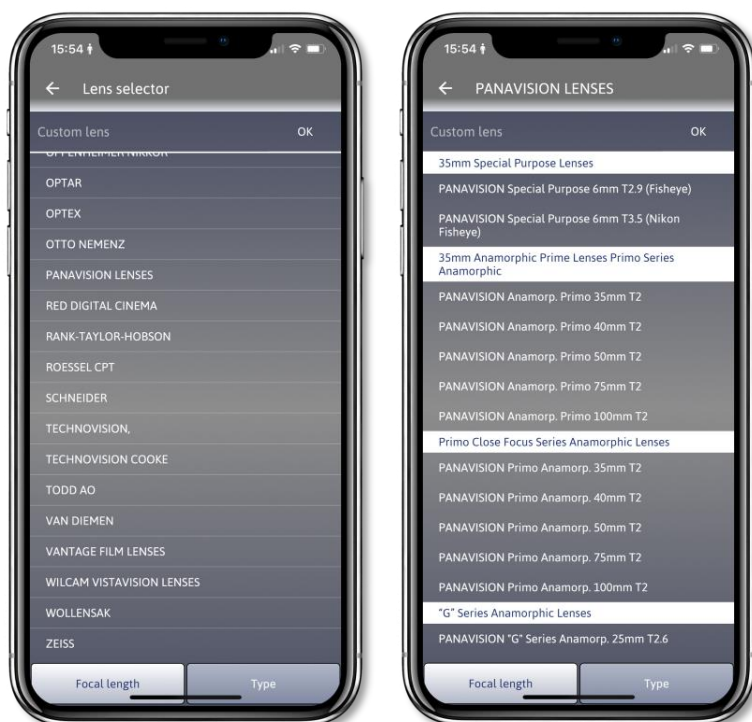 15:54
Lens selector
Custom lens OK
OPPENHEIMER NIKKOR
OPTAR
OPTEX
OTTO NEMENZ
PANAVISION LENSES
RED DIGITAL CINEMA
RANK-TAYLOR-HOBSON
ROESSEL CPT
SCHNEIDER
TECHNOVISION,
TECHNOVISION COOKE
TODD AO
VAN DIEMEN
VANTAGE FILM LENSES
WILCAM VISTAVISION LENSES
WOLLENSAK
ZEISS
Focal length Type
15:54
PANAVISION LENSES
Custom lens OK
35mm Special Purpose Lenses
PANAVISION Special Purpose 6mm T2.9 (Fisheye)
PANAVISION Special Purpose 6mm T3.5 (Nikon
Fisheye)
35mm Anamorphic Prime Lenses Primo Series
Anamorphic
PANAVISION Anamorp. Primo 35mm T2
PANAVISION Anamorp. Primo 40mm T2
PANAVISION Anamorp. Primo 50mm T2
PANAVISION Anamorp. Primo 75mm T2
PANAVISION Anamorp. Primo 100mm T2
Primo Close Focus Series Anamorphic Lenses
PANAVISION Primo Anamorp. 35mm T2
PANAVISION Primo Anamorp. 40mm T2
PANAVISION Primo Anamorp. 50mm T2
PANAVISION Primo Anamorp. 75mm T2
PANAVISION Primo Anamorp. 100mm T2
"G" Series Anamorphic Lenses
PANAVISION "G" Series Anamorp. 25mm T2.6
Focal length Type